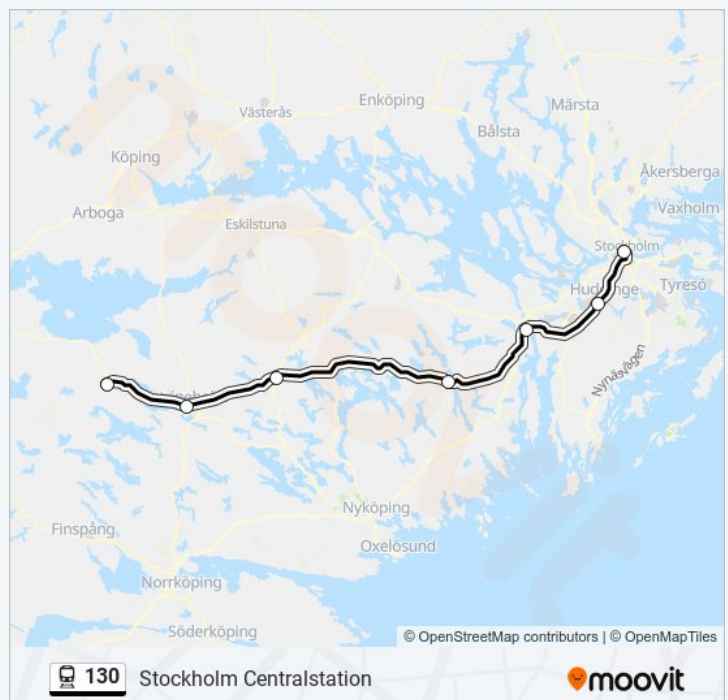 Enköping
Märsta
Västerås
Bålsta
Köping
Åkersberga
Arboga
Vaxholm
Eskilstuna
Stockholm
Tyresö
Huddinge
Nynäsvägen
Nyköping
Finspång
Oxelösund
Norrköping
Söderköping
© OpenStreetMap contributors | © OpenMapTiles
130 Stockholm Centralstation
moovit